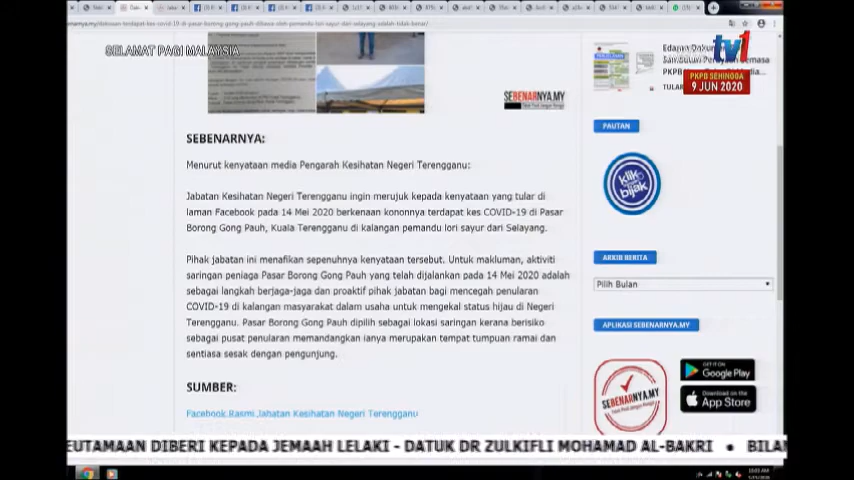 SELAMAT PAGI MALAYSIA
tv1
PKPB SEHINGGA
9 JUN 2020
SEBENARNYA.MY
SEBENARNYA:
Menurut kenyataan media Pengarah Kesihatan Negeri Terengganu:
Jabatan Kesihatan Negeri Terengganu ingin merujuk kepada kenyataan yang tular di
laman Facebook pada 14 Mei 2020 berkenaan kononnya terdapat kes COVID-19 di Pasar
Borong Gong Pauh, Kuala Terengganu di kalangan pemandu lori sayur dari Selayang.
Pihak jabatan ini menafikan sepenuhnya kenyataan tersebut. Untuk makluman, aktiviti
saringan peniaga Pasar Borong Gong Pauh yang telah dijalankan pada 14 Mei 2020 adalah
sebagai langkah berjaga-jaga dan proaktif pihak jabatan bagi mencegah penularan
COVID-19 di kalangan masyarakat dalam usaha untuk mengekal status hijau di Negeri
Terengganu. Pasar Borong Gong Pauh dipilih sebagai lokasi saringan kerana berisiko
sebagai pusat penularan memandangkan ianya merupakan tempat tumpuan ramai dan
sentiasa sesak dengan pengunjung.
SUMBER:
Facebook Rasmi Jabatan Kesihatan Negeri Terengganu
PAUTAN
klik
bijak
ARKIB BERITA
Pilih Bulan
APLIKASI SEBENARNYA.MY
SEBENARNYA.MY
GET IT ON
Google Play
Download on the
App Store
EUTAMAAN DIBERI KEPADA JEMAAH LELAKI - DATUK DR ZULKIFLI MOHAMAD AL-BAKRI • BILAN